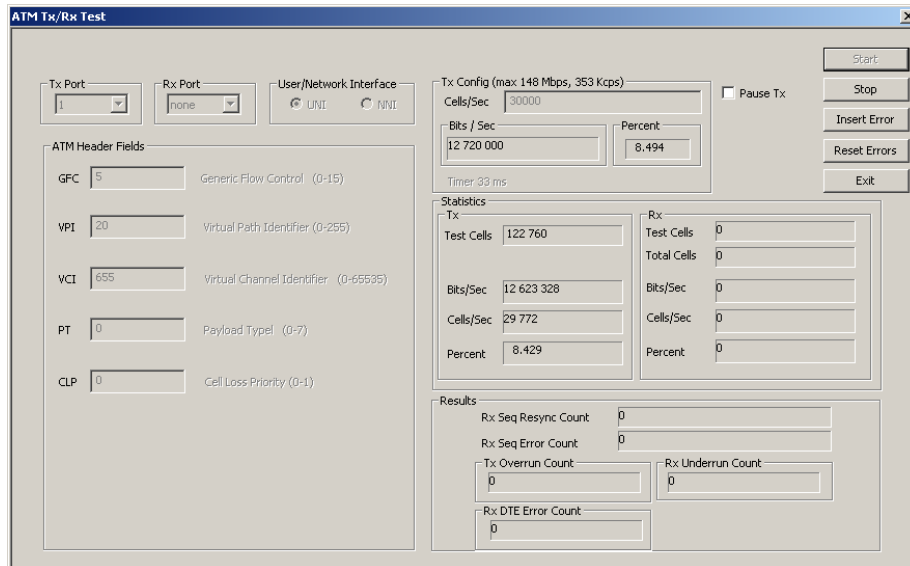 ATM Tx/Rx Test
Start
Tx Port
1
Rx Port
none
User/Network Interface
UNI NNI
Tx Config (max 148 Mbps, 353 Kcps)
Cells/Sec 30000
Bits / Sec
12 720 000
Percent
8.494
Timer 33 ms
Pause Tx
Stop
Insert Error
Reset Errors
Exit
ATM Header Fields
GFC 5 Generic Flow Control (0-15)
VPI 20 Virtual Path Identifier (0-255)
VCI 655 Virtual Channel Identifier (0-65535)
PT 0 Payload Typel (0-7)
CLP 0 Cell Loss Priority (0-1)
Statistics
Tx
Test Cells 122 760
Bits/Sec 12 623 328
Cells/Sec 29 772
Percent 8.429
Rx
Test Cells 0
Total Cells 0
Bits/Sec 0
Cells/Sec 0
Percent 0
Results
Rx Seq Resync Count 0
Rx Seq Error Count 0
Tx Overrun Count
0
Rx Underrun Count
0
Rx DTE Error Count
0